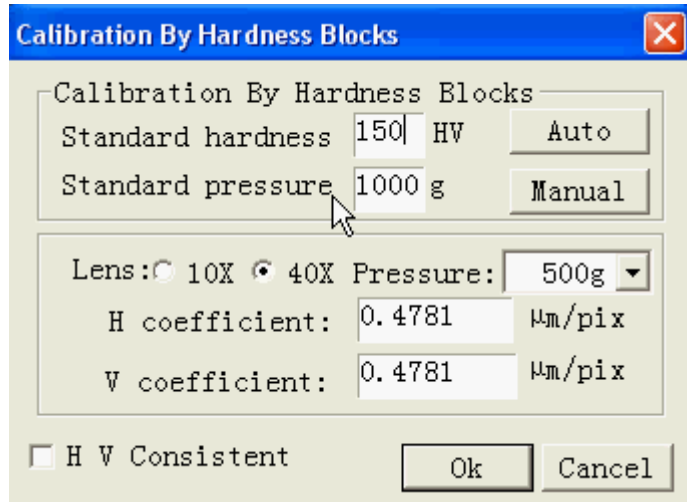 Calibration By Hardness Blocks
Calibration By Hardness Blocks
Standard hardness 150 HV Auto
Standard pressure 1000 g Manual
Lens: 10X 40X Pressure: 500g
H coefficient: 0.4781 μm/pix
V coefficient: 0.4781 μm/pix
H V Consistent Ok Cancel